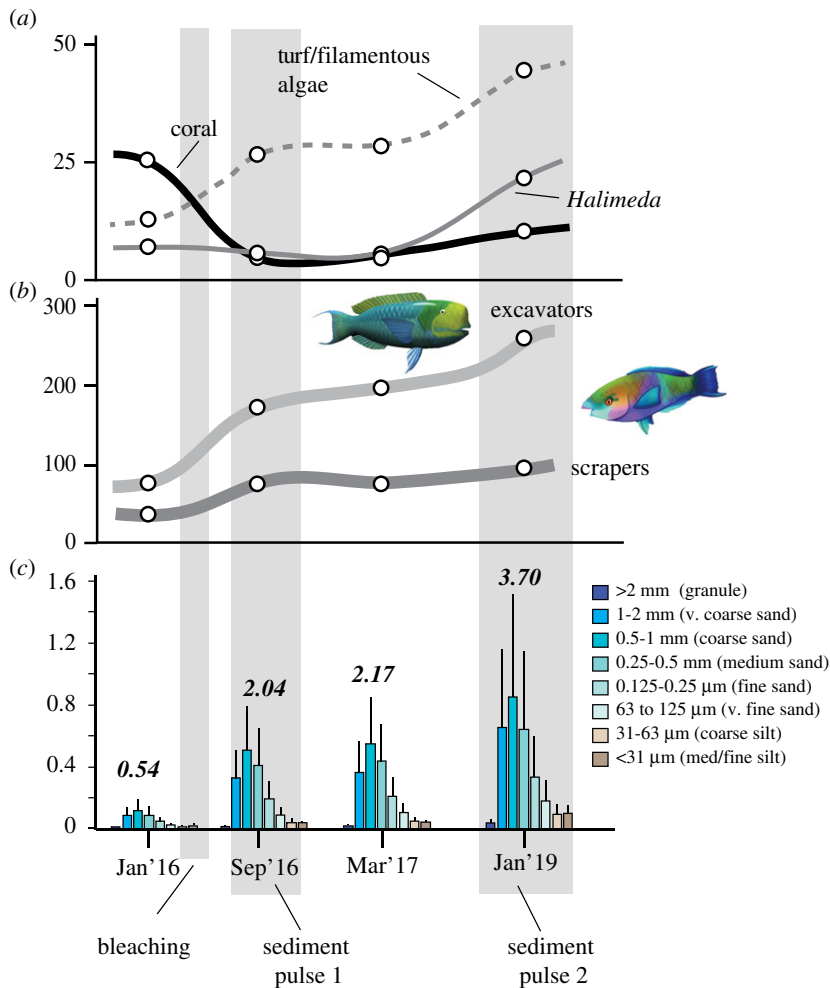 (a)
50
25
0
turf/filamentous
algae
coral
Halimeda
(b)
300
200
100
0
excavators
scrapers
(c)
1.6
1.2
0.8
0.4
0
0.54
2.04
2.17
3.70
>2 mm (granule)
1-2 mm (v. coarse sand)
0.5-1 mm (coarse sand)
0.25-0.5 mm (medium sand)
0.125-0.25 µm (fine sand)
63 to 125 µm (v. fine sand)
31-63 µm (coarse silt)
<31 µm (med/fine silt)
Jan’16
Sep’16
Mar’17
Jan’19
bleaching
sediment
pulse 1
sediment
pulse 2